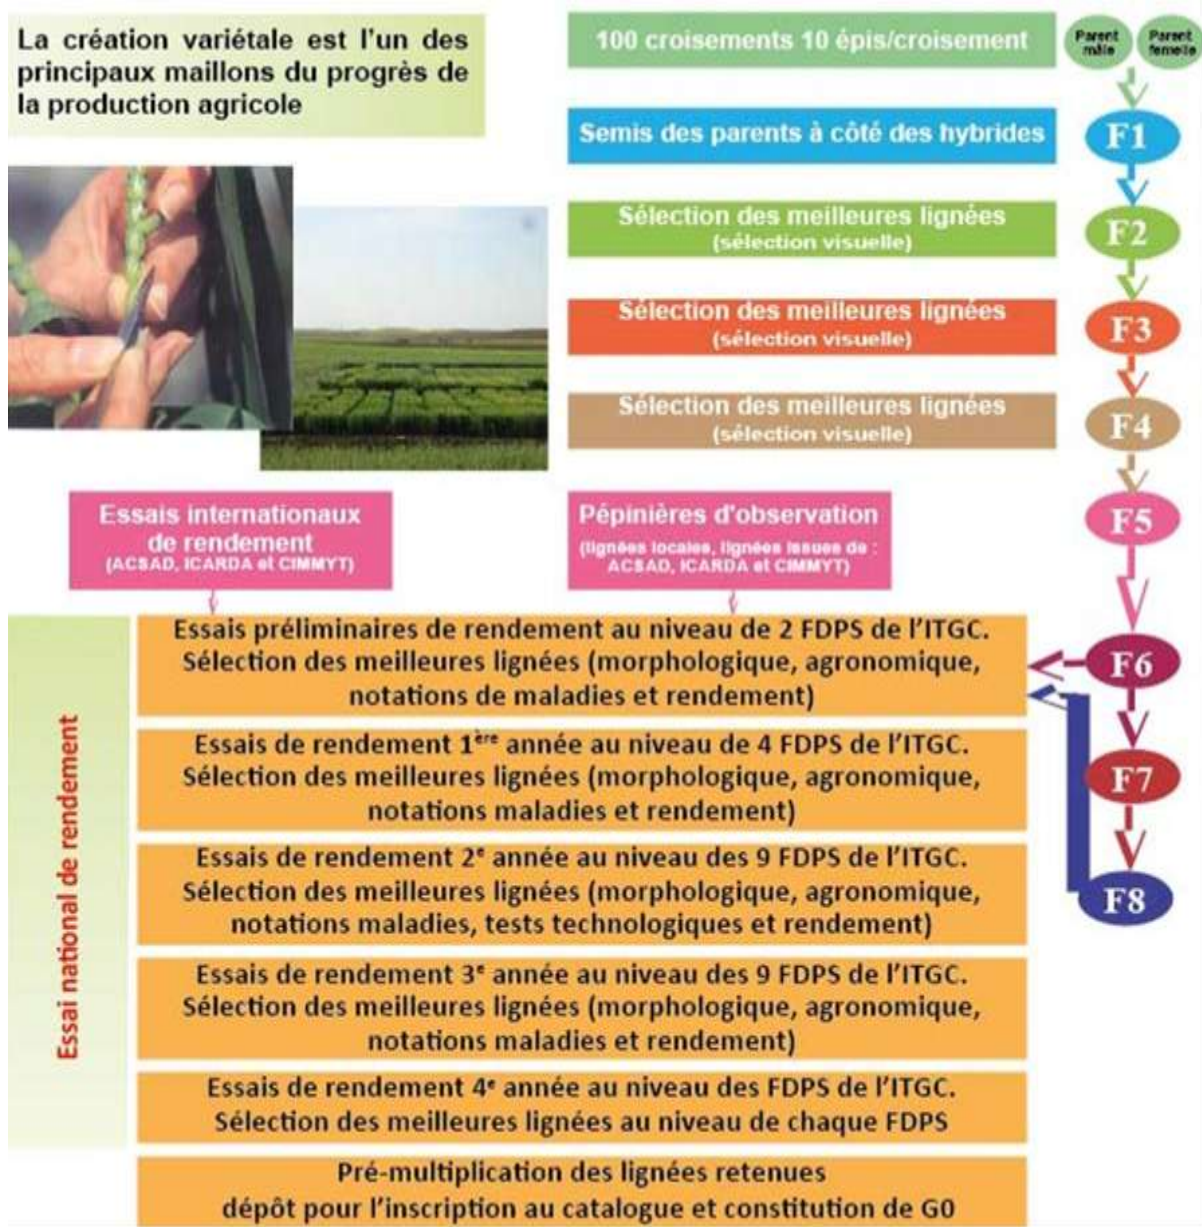 La création variétale est l'un des
principaux maillons du progrès de
la production agricole
100 croisements 10 épis/croisement
Parent
mâle
Parent
femelle
Semis des parents à côté des hybrides
F1
Sélection des meilleures lignées
(sélection visuelle)
F2
Sélection des meilleures lignées
(sélection visuelle)
F3
Sélection des meilleures lignées
(sélection visuelle)
F4
Essais internationaux
de rendement
(ACSAD, ICARDA et CIMMYT)
Pépinières d'observation
(lignées locales, lignées issues de :
ACSAD, ICARDA et CIMMYT)
F5
Essai national de rendement
Essais préliminaires de rendement au niveau de 2 FDPS de l'ITGC.
Sélection des meilleures lignées (morphologique, agronomique,
notations de maladies et rendement)
F6
Essais de rendement 1ère année au niveau de 4 FDPS de l'ITGC.
Sélection des meilleures lignées (morphologique, agronomique,
notations maladies et rendement)
F7
Essais de rendement 2e année au niveau des 9 FDPS de l'ITGC.
Sélection des meilleures lignées (morphologique, agronomique,
notations maladies, tests technologiques et rendement)
F8
Essais de rendement 3e année au niveau des 9 FDPS de l'ITGC.
Sélection des meilleures lignées (morphologique, agronomique,
notations maladies et rendement)
Essais de rendement 4e année au niveau des FDPS de l'ITGC.
Sélection des meilleures lignées au niveau de chaque FDPS
Pré-multiplication des lignées retenues
dépôt pour l'inscription au catalogue et constitution de G0